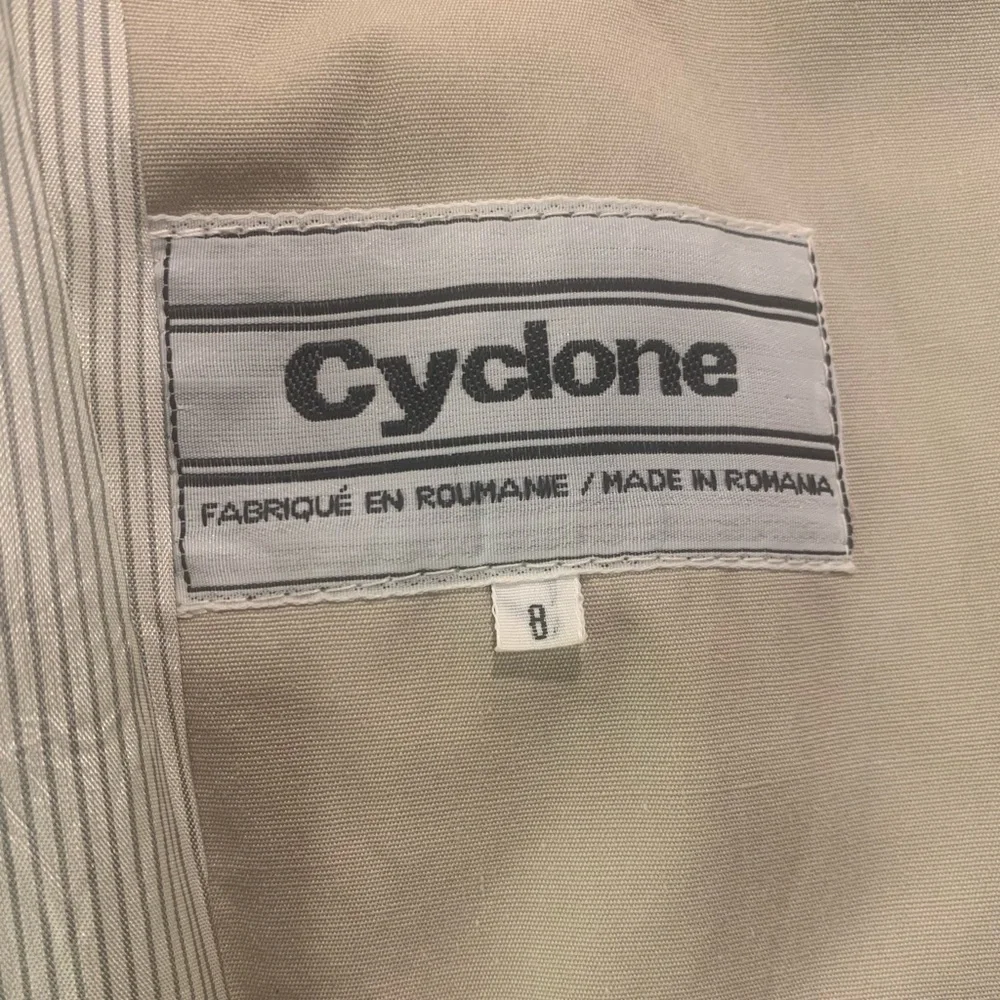 Cyclone
FABRIQUÉ EN ROUMANIE / MADE IN ROMANIA
8